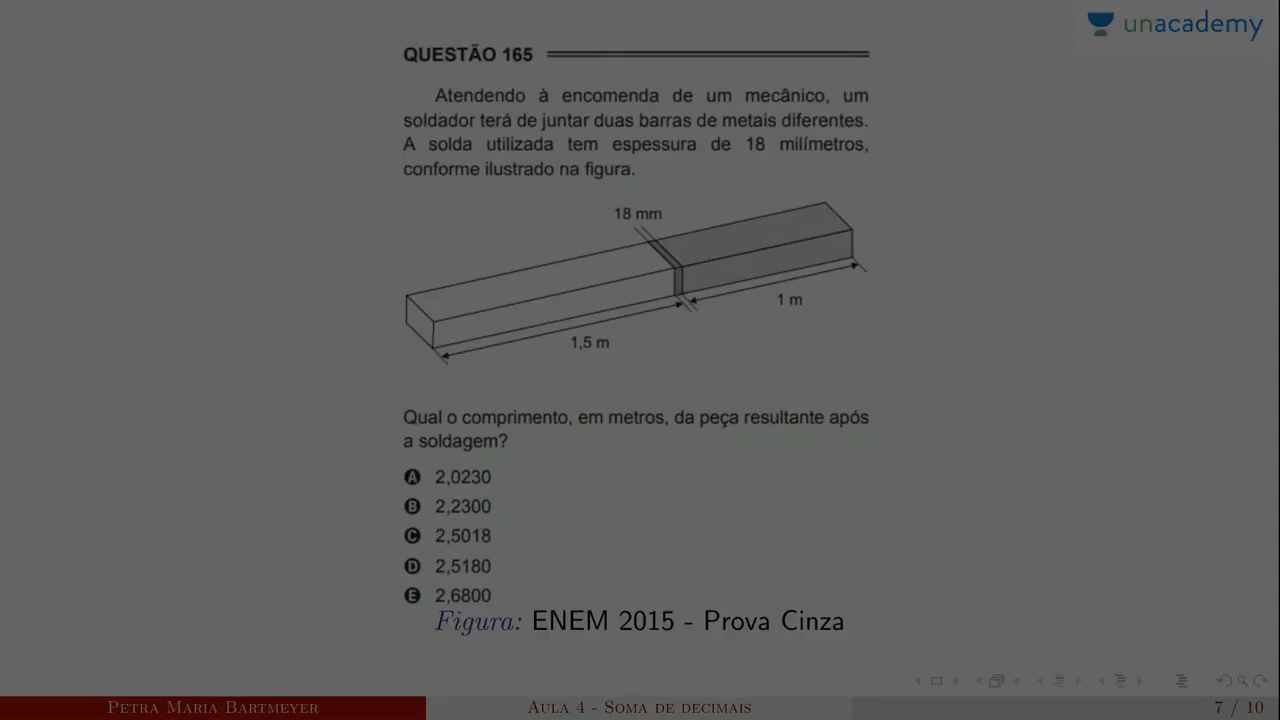 unacademy
QUESTÃO 165
Atendendo à encomenda de um mecânico, um
soldador terá de juntar duas barras de metais diferentes.
A solda utilizada tem espessura de 18 milímetros,
conforme ilustrado na figura.
18 mm
1 m
1,5 m
Qual o comprimento, em metros, da peça resultante após
a soldagem?
A 2,0230
B 2,2300
C 2,5018
D 2,5180
E 2,6800
Figura: ENEM 2015 - Prova Cinza
PETRA MARIA BARTMEYER
AULA 4 - SOMA DE DECIMAIS
7 / 10